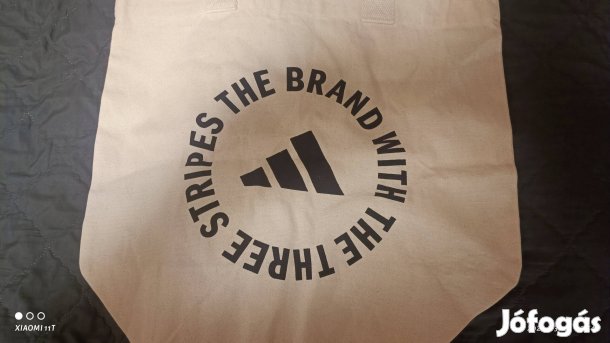 THE BRAND WITH THE THREE STRIPES
XIAOMI 11T
Jófogás